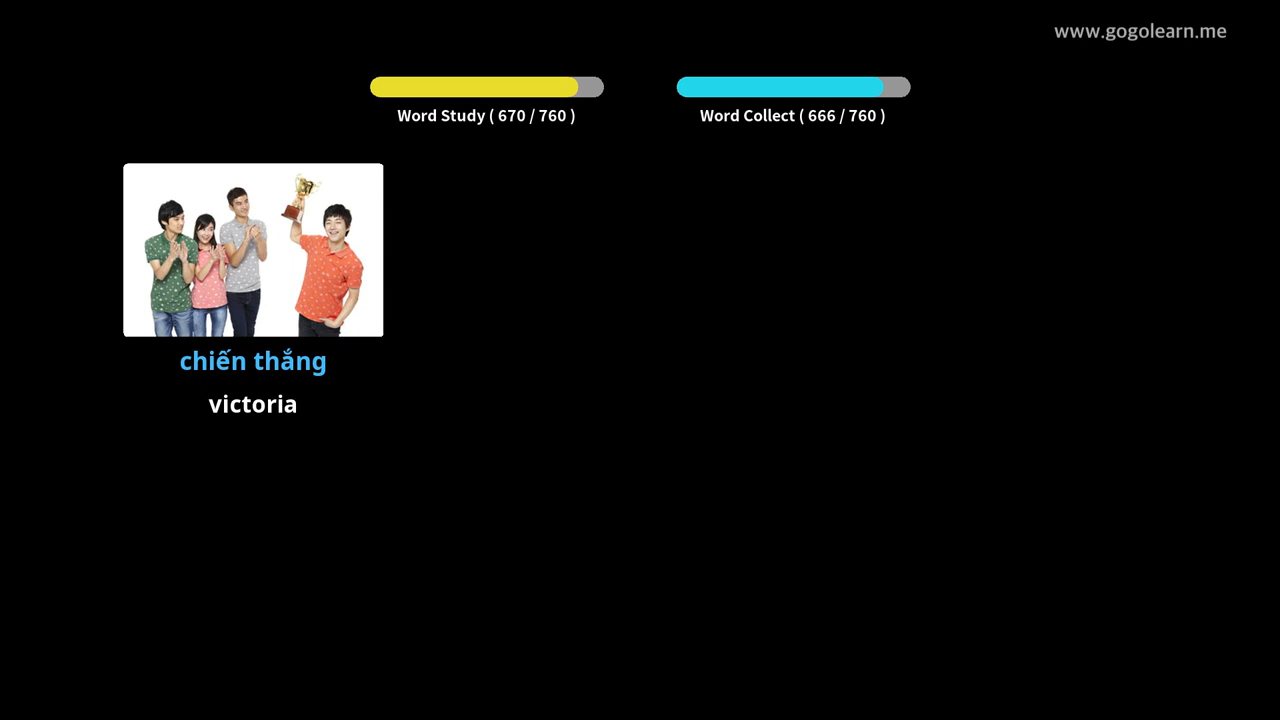 www.gogolearn.me
Word Study ( 670 / 760 )
Word Collect ( 666 / 760 )
chiến thắng
victoria